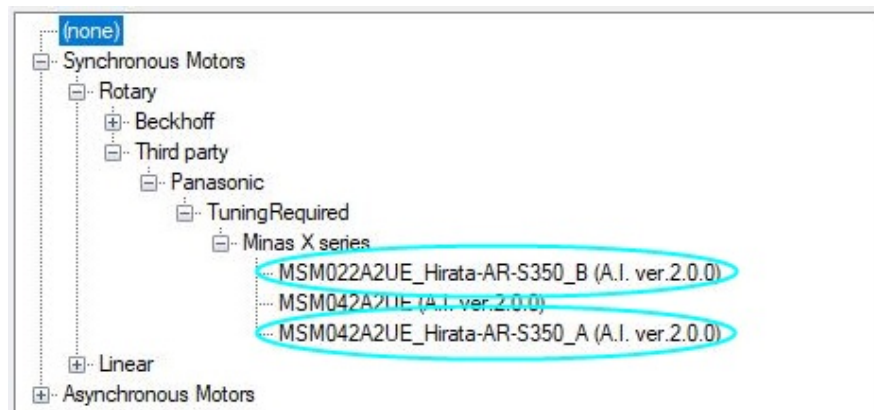 (none)
Synchronous Motors
Rotary
Beckhoff
Third party
Panasonic
TuningRequired
Minas X series
MSM022A2UE_Hirata-AR-S350_B (A.I. ver.2.0.0)
MSM042A2UE (A.I. ver.2.0.0)
MSM042A2UE_Hirata-AR-S350_A (A.I. ver.2.0.0)
Linear
Asynchronous Motors